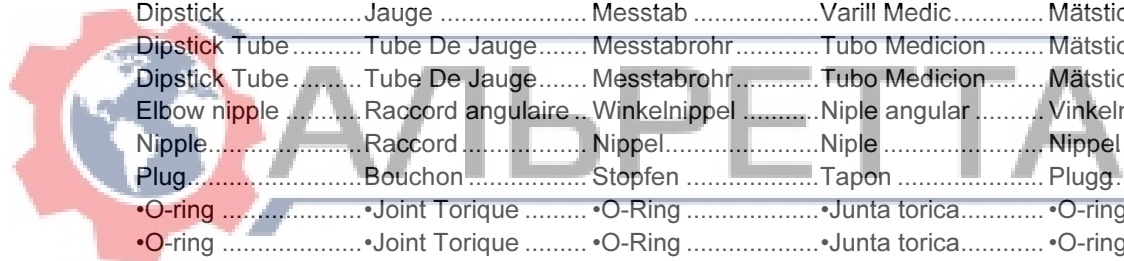 Dipstick ................. Jauge ................... Messtab ................... Varill Medic ............. Mätstic
Dipstick Tube .......... Tube De Jauge ....... Messtabrohr ............. Tubo Medicion ........ Mätstic
Dipstick Tube .......... Tube De Jauge ....... Messtabrohr ............. Tubo Medicion ........ Mätstic
Elbow nipple ........... Raccord angulaire .. Winkelnippel ........... Niple angular .......... Vinkeln
Nipple ...................... Raccord ................. Nippel ...................... Niple ....................... Nippel
Plug ......................... Bouchon ................ Stopfen ................... Tapon ...................... Plugg
•O-ring .................... •Joint Torique ......... •O-Ring ................... •Junta torica ............ •O-ring
•O-ring .................... •Joint Torique ......... •O-Ring ................... •Junta torica ............ •O-ring
АЛЬРЕТТА